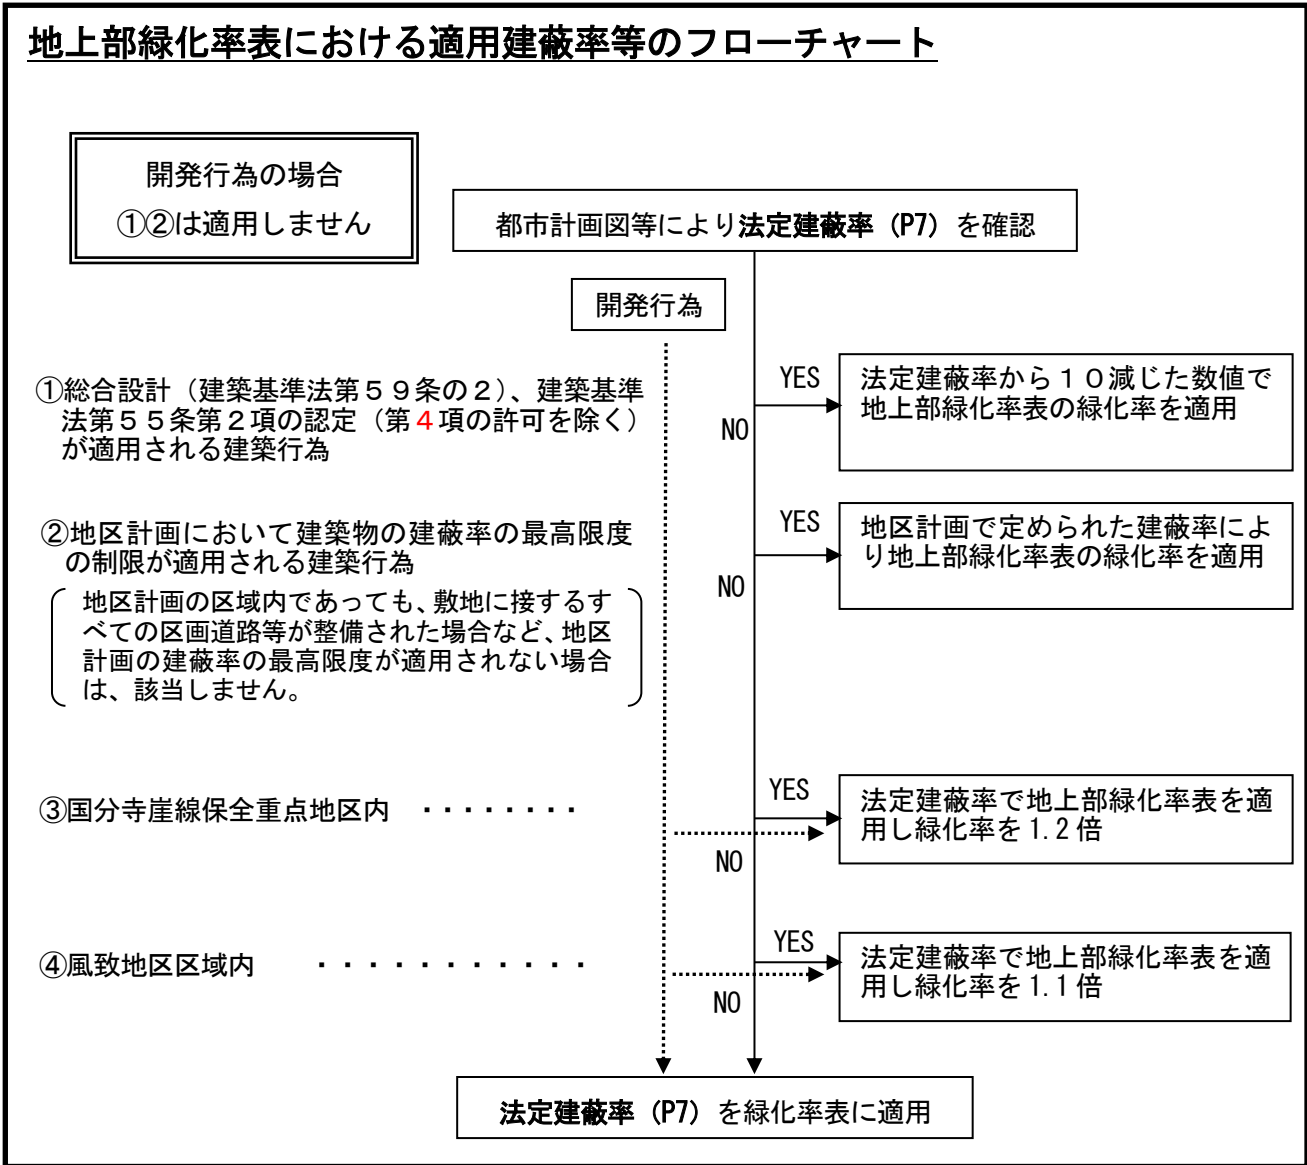 地上部緑化率表における適用建蔽率等のフローチャート
開発行為の場合
①②は適用しません
都市計画図等により法定建蔽率（P7）を確認
開発行為
①総合設計（建築基準法第５９条の２）、建築基準
法第５５条第２項の認定（第４項の許可を除く）
が適用される建築行為
YES
NO
法定建蔽率から１０減じた数値で
地上部緑化率表の緑化率を適用
②地区計画において建築物の建蔽率の最高限度
の制限が適用される建築行為
地区計画の区域内であっても、敷地に接するす
べての区画道路等が整備された場合など、地区
計画の建蔽率の最高限度が適用されない場合
は、該当しません。
YES
NO
地区計画で定められた建蔽率によ
り地上部緑化率表の緑化率を適用
③国分寺崖線保全重点地区内 ・・・・・・・・
YES
NO
法定建蔽率で地上部緑化率表を適
用し緑化率を1.2倍
④風致地区区域内 ・・・・・・・・・・・
YES
NO
法定建蔽率で地上部緑化率表を適
用し緑化率を1.1倍
法定建蔽率（P7）を緑化率表に適用